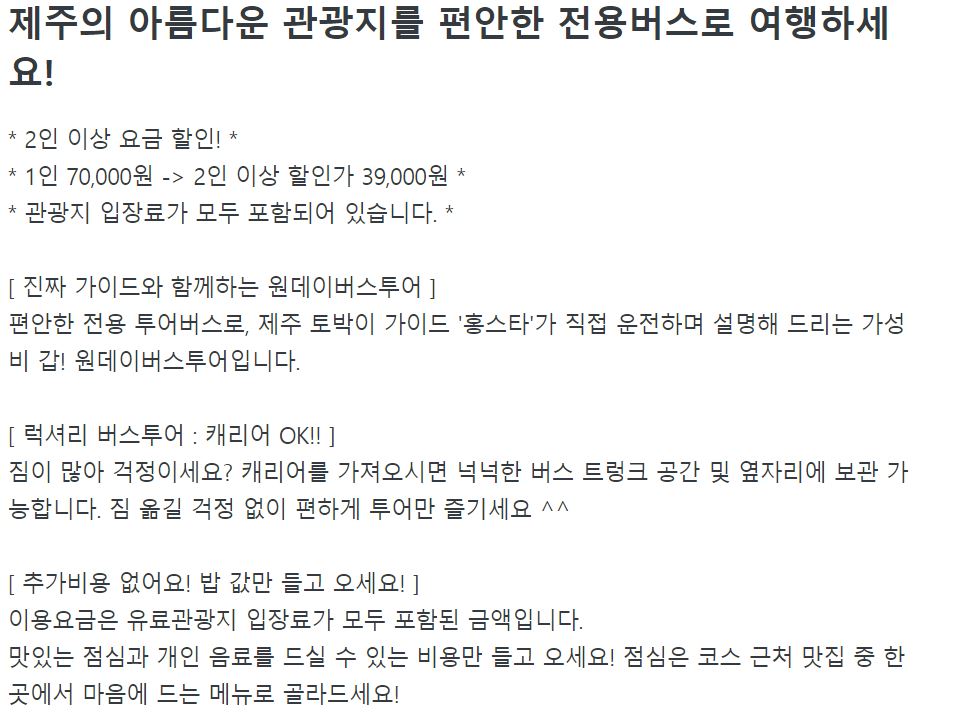 제주의 아름다운 관광지를 편안한 전용버스로 여행하세
요!
* 2인 이상 요금 할인! *
* 1인 70,000원 -> 2인 이상 할인가 39,000원 *
* 관광지 입장료가 모두 포함되어 있습니다. *
[ 진짜 가이드와 함께하는 원데이버스투어 ]
편안한 전용 투어버스로, 제주 토박이 가이드 '홍스타'가 직접 운전하며 설명해 드리는 가성
비 갑! 원데이버스투어입니다.
[ 럭셔리 버스투어 : 캐리어 OK!! ]
짐이 많아 걱정이세요? 캐리어를 가져오시면 넉넉한 버스 트렁크 공간 및 옆자리에 보관 가
능합니다. 짐 옮길 걱정 없이 편하게 투어만 즐기세요 ^^
[ 추가비용 없어요! 밥 값만 들고 오세요! ]
이용요금은 유료관광지 입장료가 모두 포함된 금액입니다.
맛있는 점심과 개인 음료를 드실 수 있는 비용만 들고 오세요! 점심은 코스 근처 맛집 중 한
곳에서 마음에 드는 메뉴로 골라드세요!